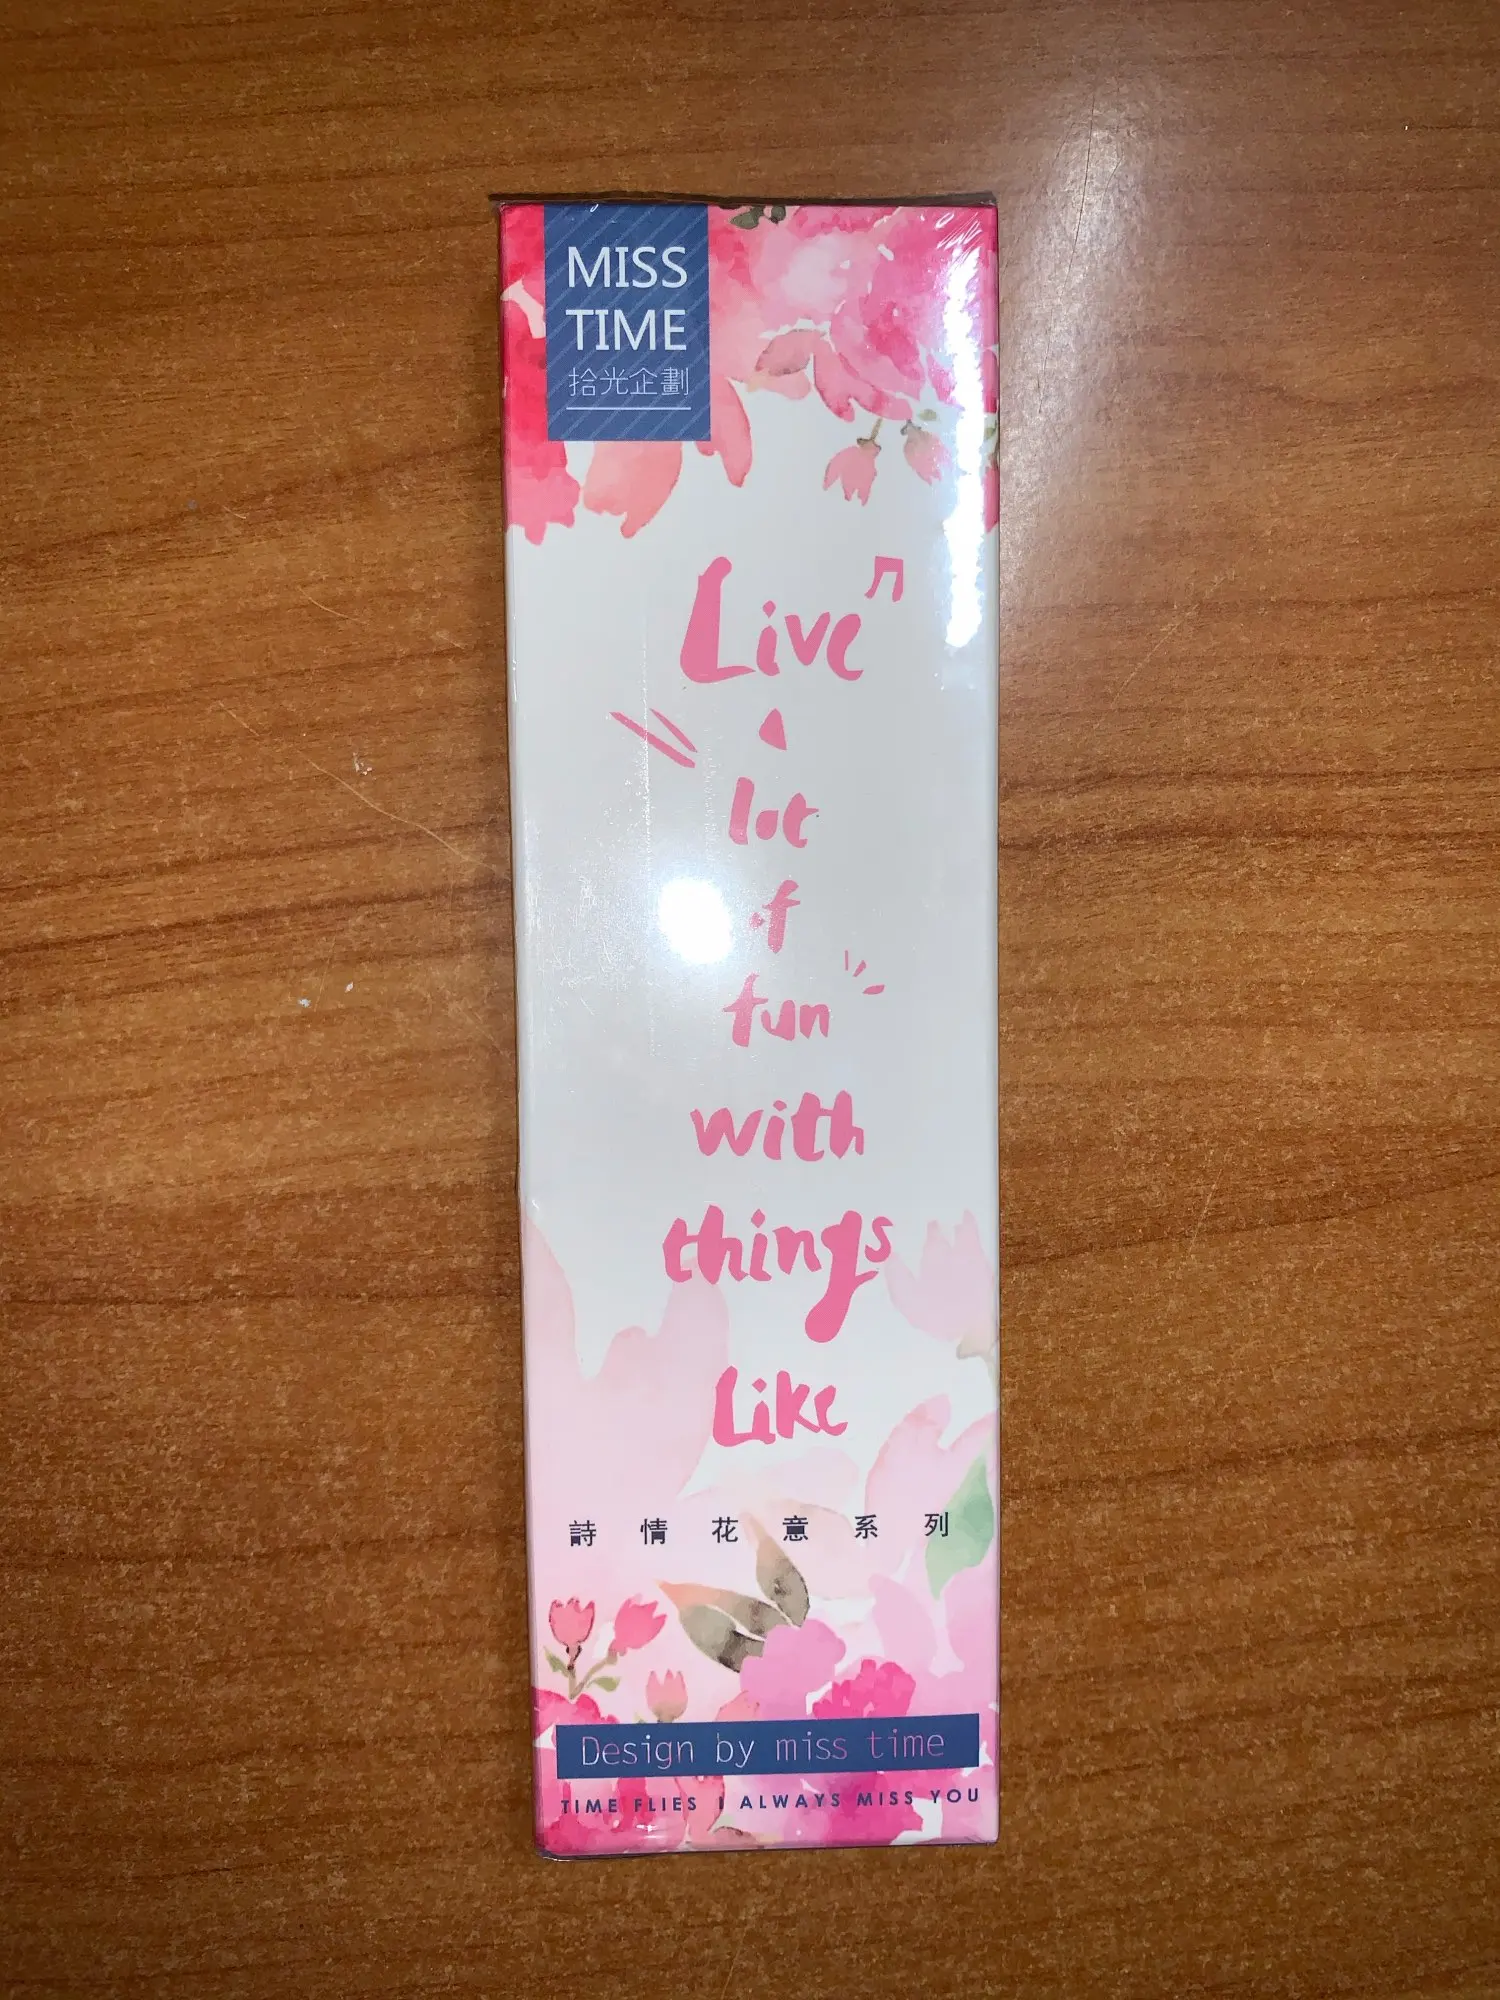 MISS
TIME
拾光企劃
Live
a
lot
of
fun
with
things
Like
詩情花意系列
Design by miss time
TIME FLIES I ALWAYS MISS YOU